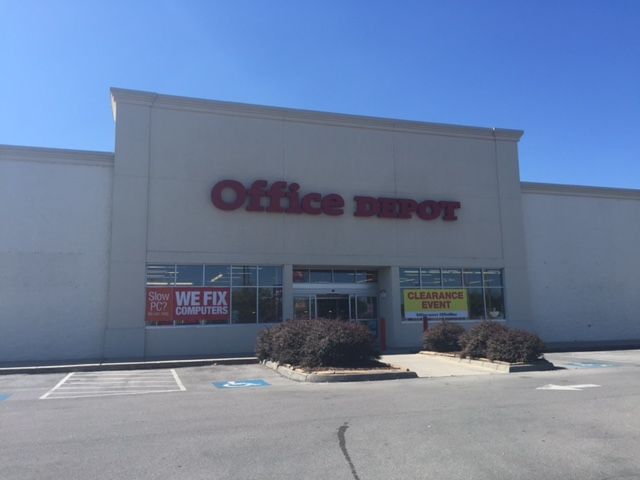 Office DEPOT
Slow
PC?
WE FIX
COMPUTERS
CLEARANCE
EVENT